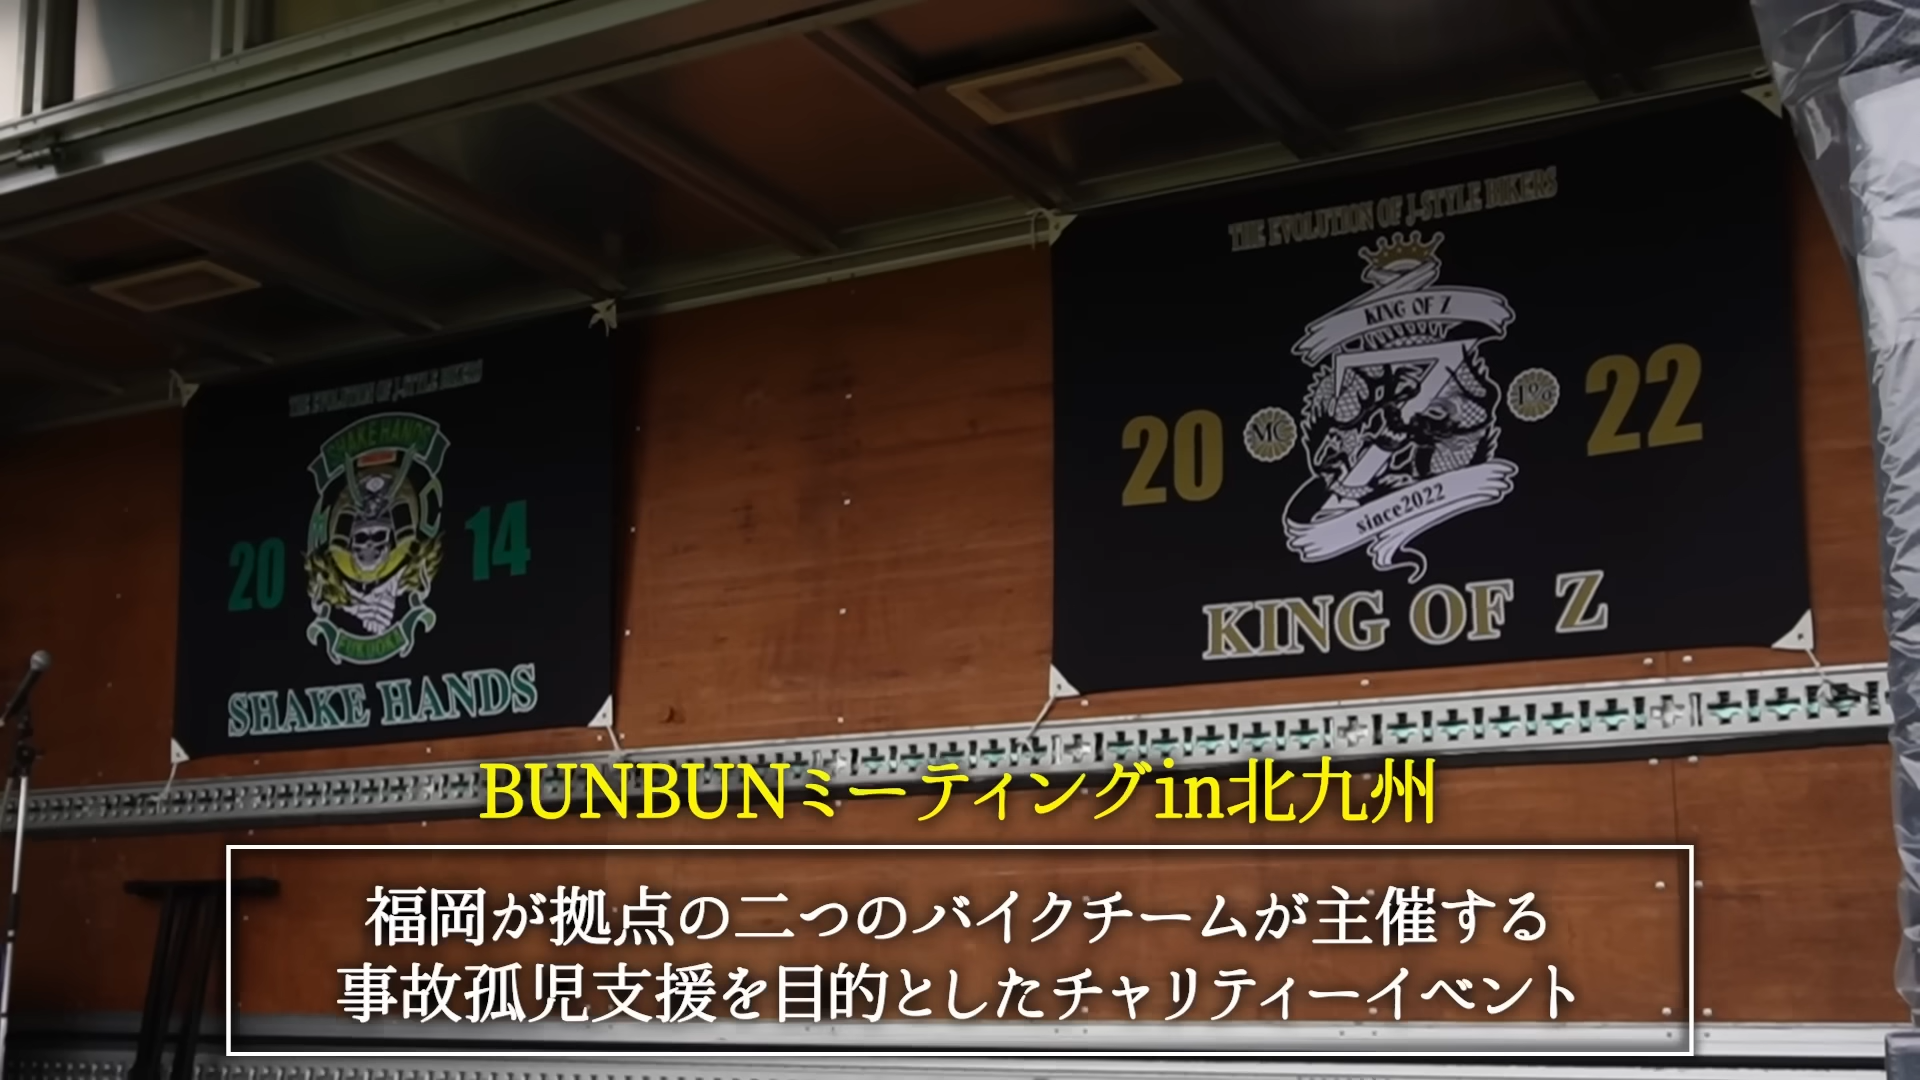 THE EVOLUTION OF J-STYLE BIKERS
SHAKE HANDS
M C
20 14
FUKUOKA
SHAKE HANDS
THE EVOLUTION OF J-STYLE BIKERS
KING OF Z
20 MC 1% 22
since2022
KING OF Z
BUNBUNミーティングin北九州
福岡が拠点の二つのバイクチームが主催する
事故孤児支援を目的としたチャリティーイベント